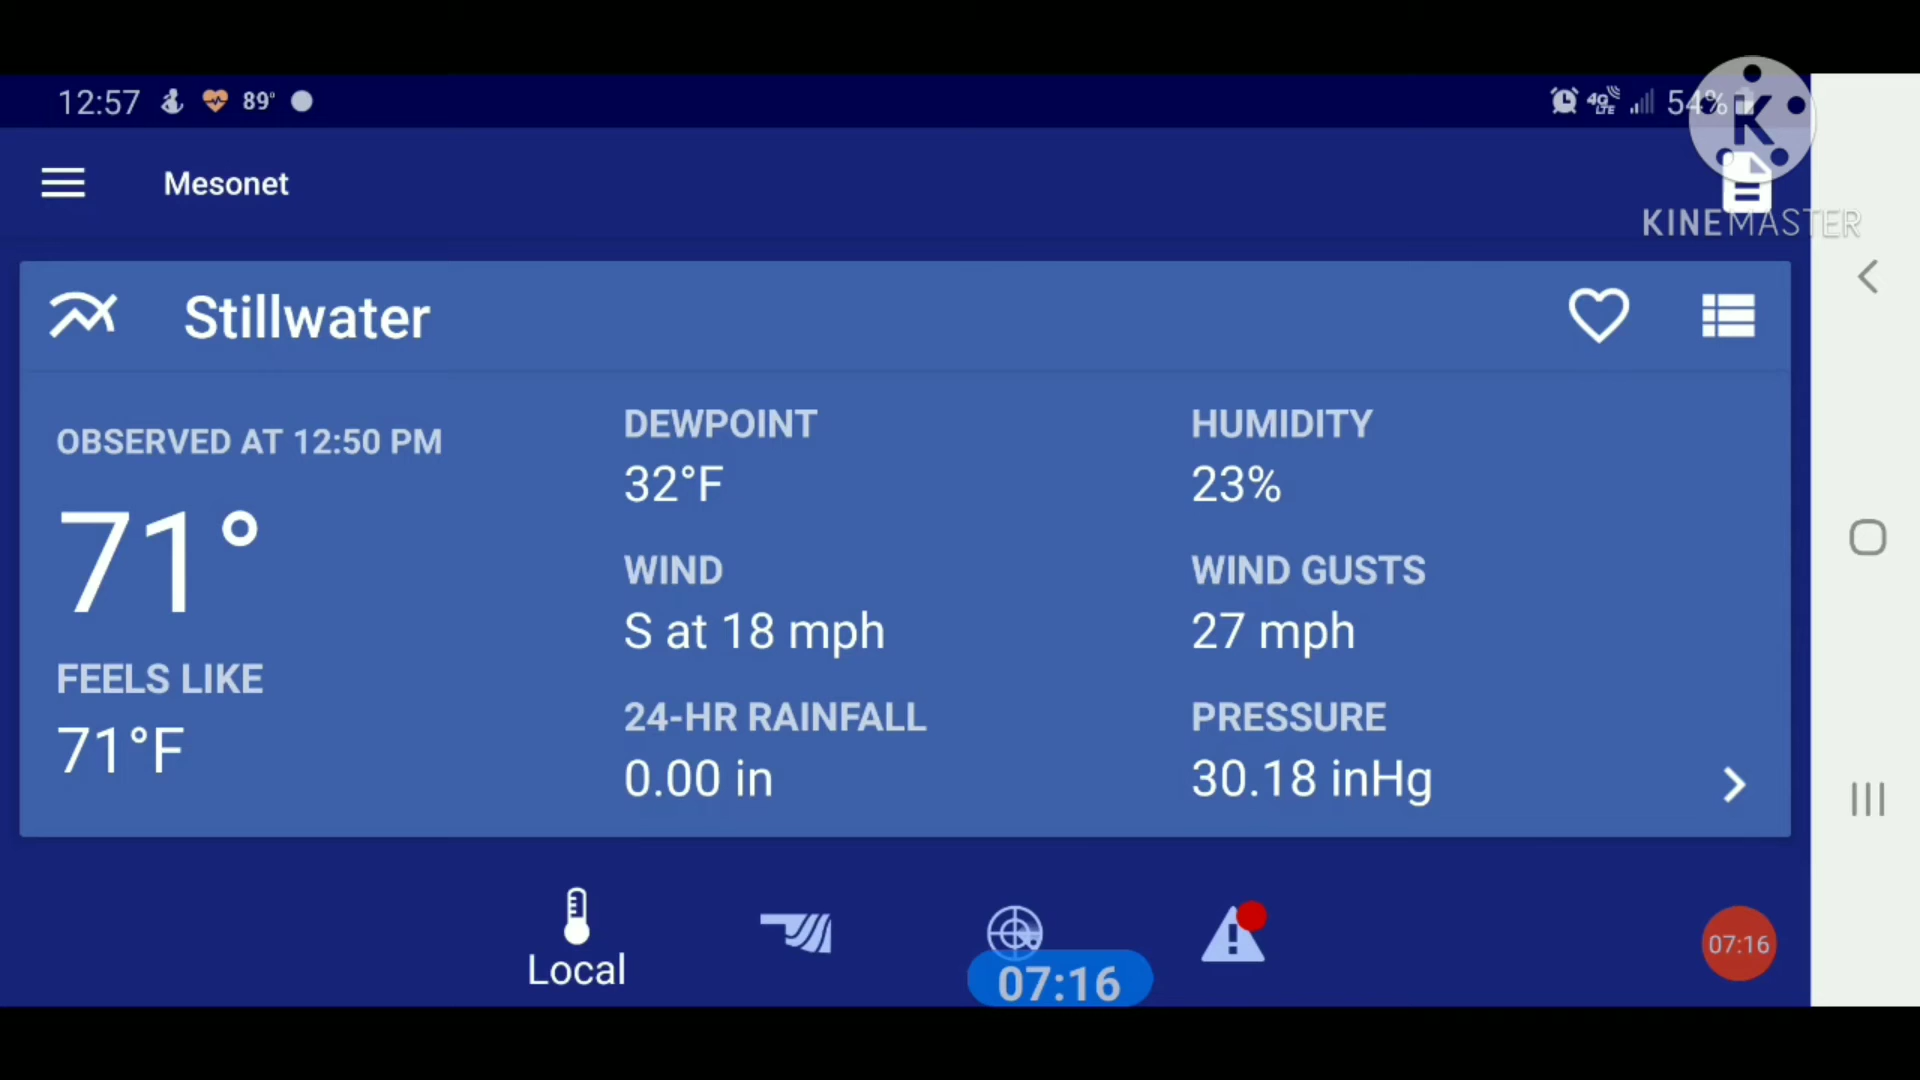 12:57 89° 4G LTE 54%
Mesonet
KINEMASTER
Stillwater
OBSERVED AT 12:50 PM
71°
FEELS LIKE
71°F
DEWPOINT
32°F
HUMIDITY
23%
WIND
S at 18 mph
WIND GUSTS
27 mph
24-HR RAINFALL
0.00 in
PRESSURE
30.18 inHg
Local
07:16
07:16